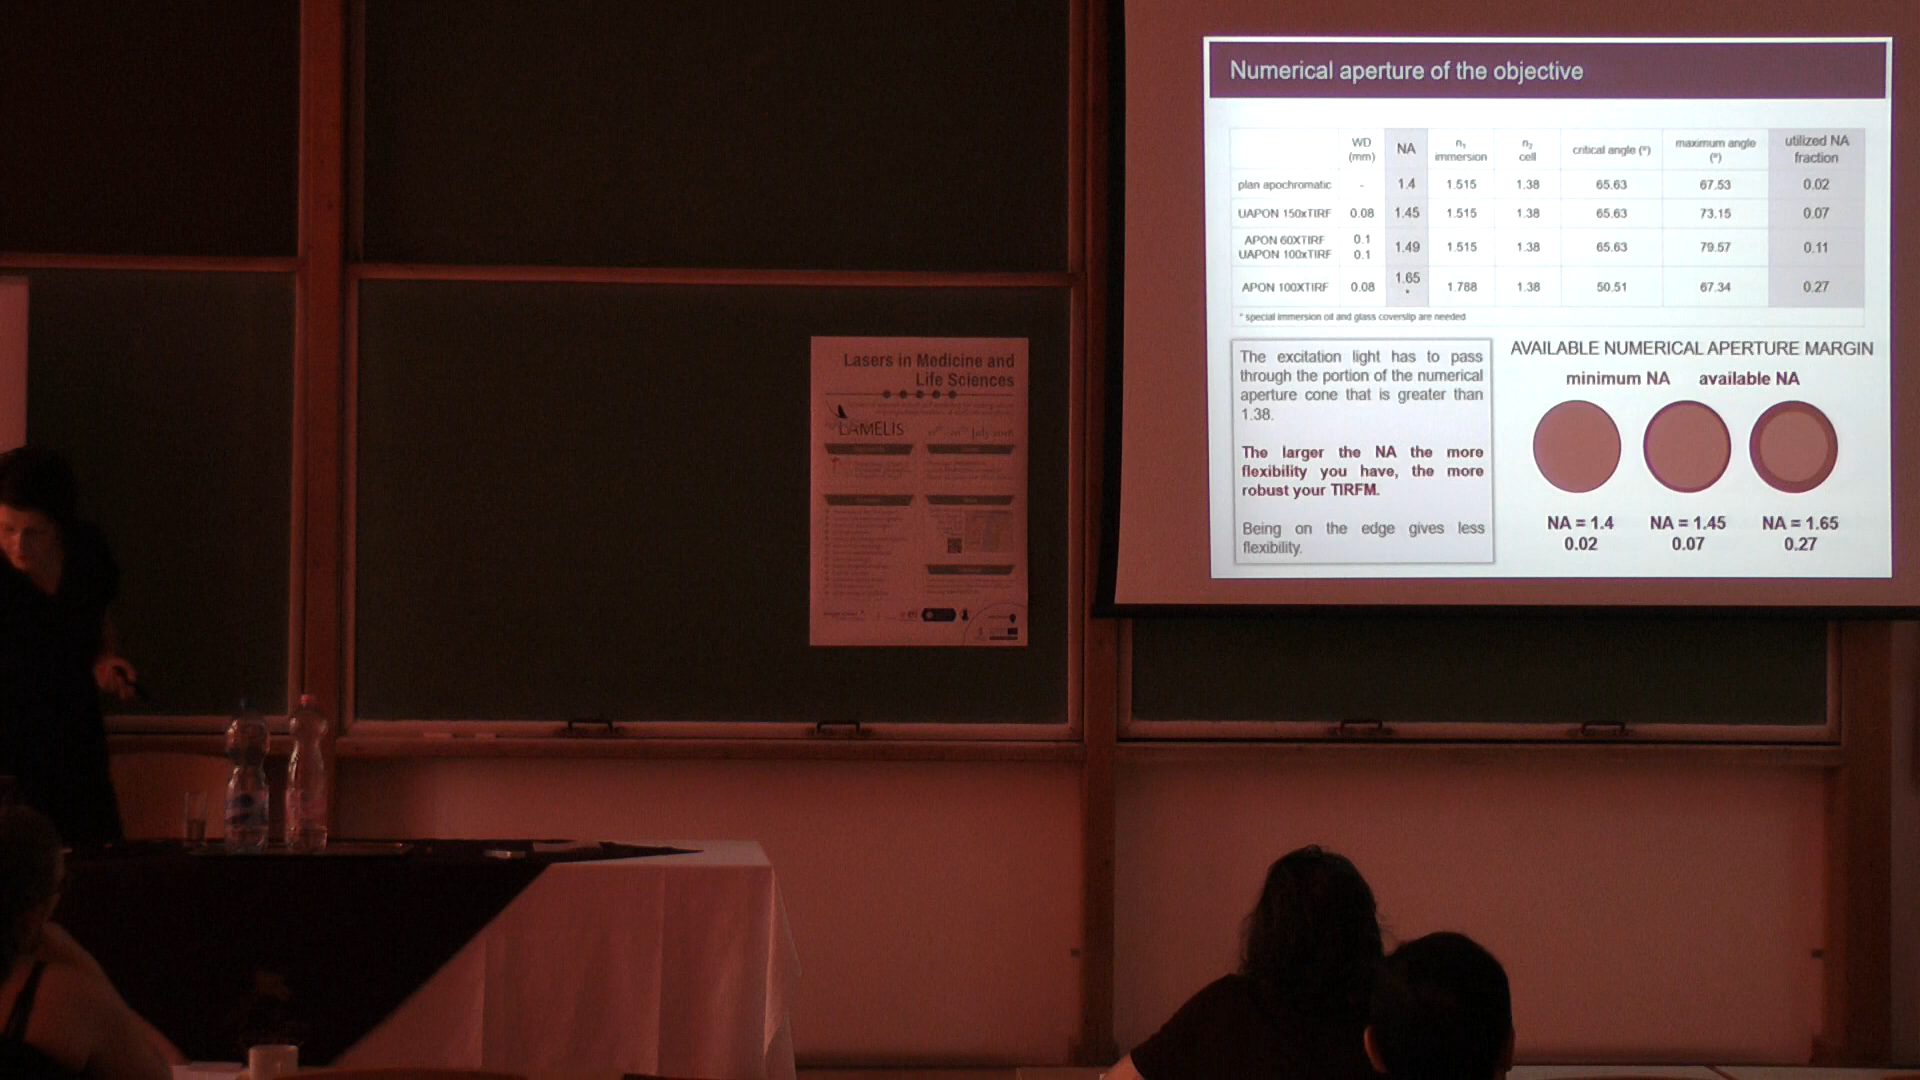 Numerical aperture of the objective
WD (mm) NA n₁ immersion n₂ cell critical angle (º) maximum angle (º) utilized NA fraction
plan apochromatic - 1.4 1.515 1.38 65.63 67.53 0.02
UAPON 150xTIRF 0.08 1.45 1.515 1.38 65.63 73.15 0.07
APON 60XTIRF 0.1
UAPON 100xTIRF 0.1 1.49 1.515 1.38 65.63 79.57 0.11
APON 100XTIRF 0.08 1.65 * 1.788 1.38 50.51 67.34 0.27
* special immersion oil and glass coverslip are needed
The excitation light has to pass
through the portion of the numerical
aperture cone that is greater than
1.38.
The larger the NA the more
flexibility you have, the more
robust your TIRFM.
Being on the edge gives less
flexibility.
AVAILABLE NUMERICAL APERTURE MARGIN
minimum NA available NA
NA = 1.4 NA = 1.45 NA = 1.65
0.02 0.07 0.27
Lasers in Medicine and
Life Sciences
LAMELIS
July